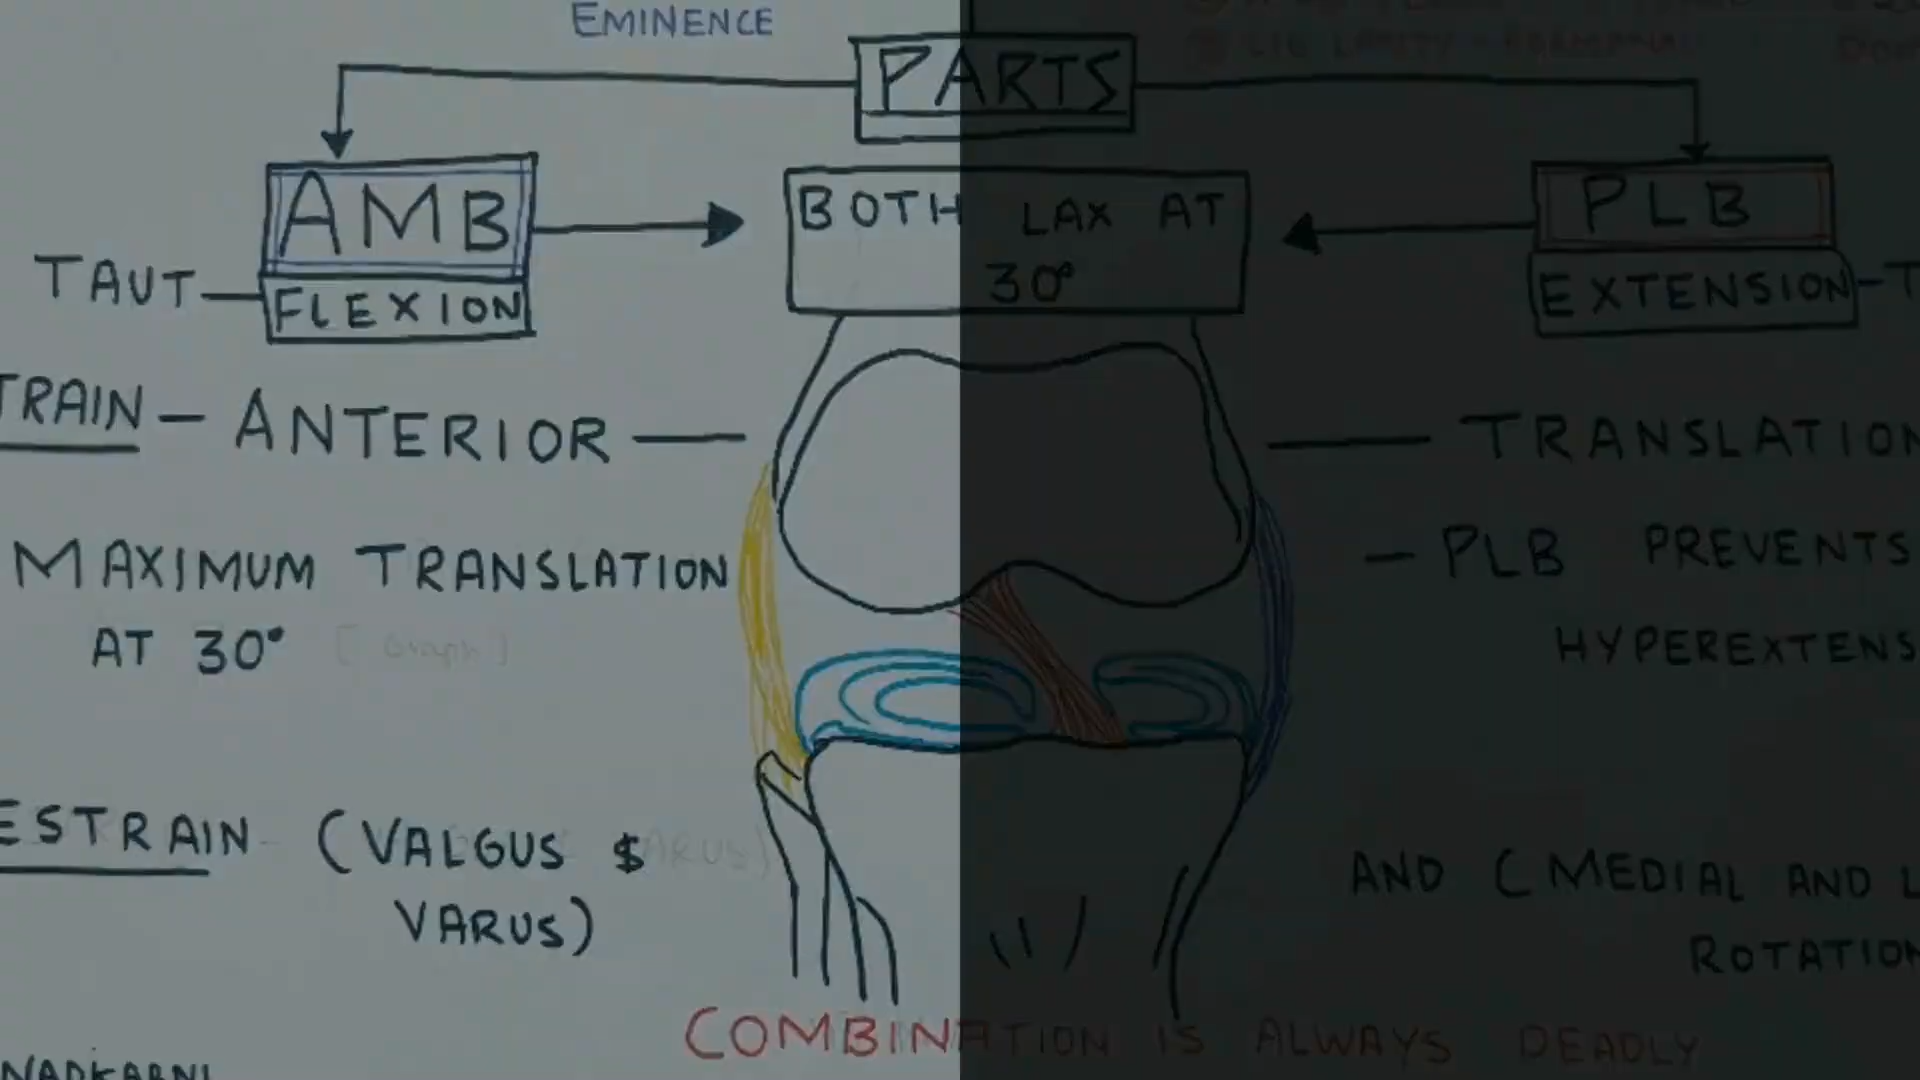 EMINENCE
PARTS
AMB
BOTH LAX AT
30°
PLB
TAUT
FLEXION
EXTENSION
TRAIN - ANTERIOR
TRANSLATION
MAXIMUM TRANSLATION
AT 30°
- PLB PREVENTS
HYPEREXTENS
ESTRAIN (VALGUS $
VARUS)
AND (MEDIAL AND L
ROTATION
COMBINATION IS ALWAYS DEADLY
NADKARNI